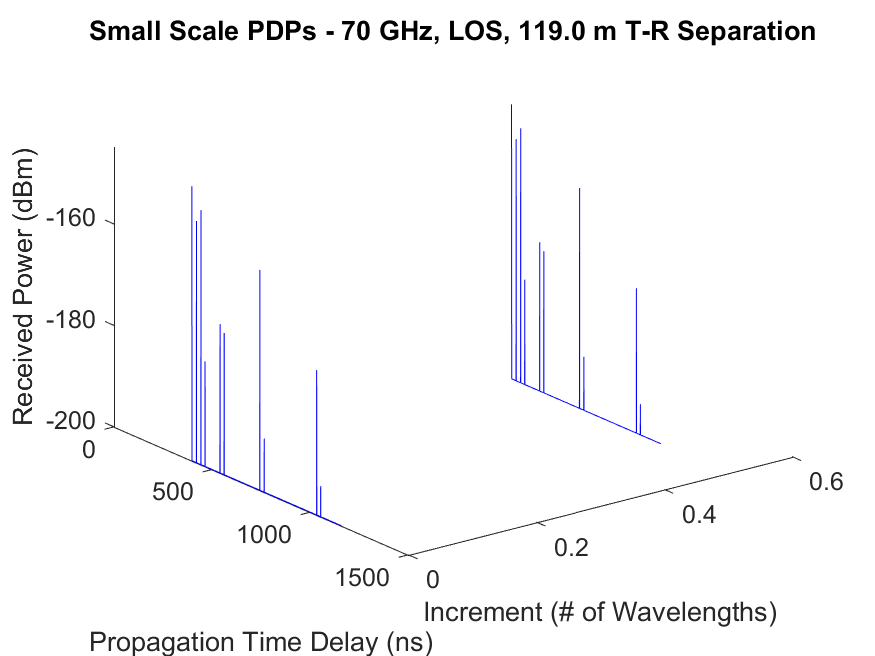 Small Scale PDPs - 70 GHz, LOS, 119.0 m T-R Separation
Received Power (dBm)
-160
-180
-200
0
500
1000
1500
0
0.2
0.4
0.6
Increment (# of Wavelengths)
Propagation Time Delay (ns)